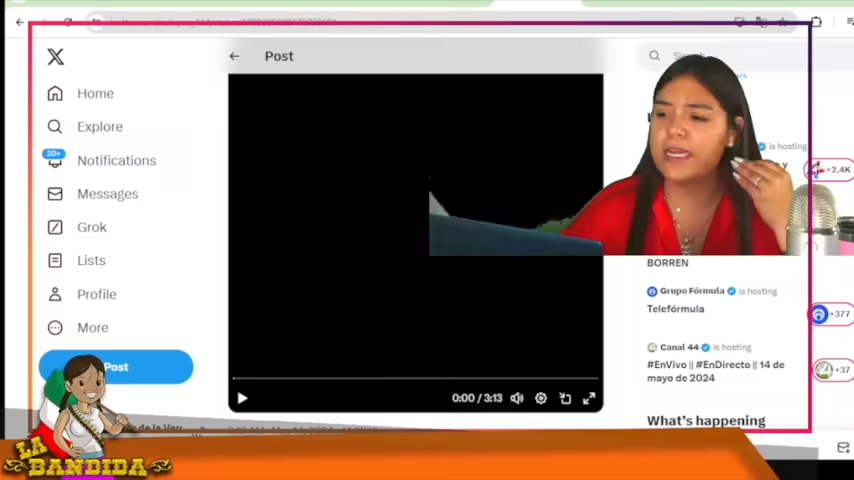 Post
Home
Explore
20+
Notifications
Messages
Grok
Lists
Profile
More
Post
0:00 / 3:13
is hosting
+2.4K
BORREN
Grupo Fórmula is hosting
Telefórmula
+377
Canal 44 is hosting
#EnVivo || #EnDirecto || 14 de
mayo de 2024
+37
What's happening
LA
BANDIDA